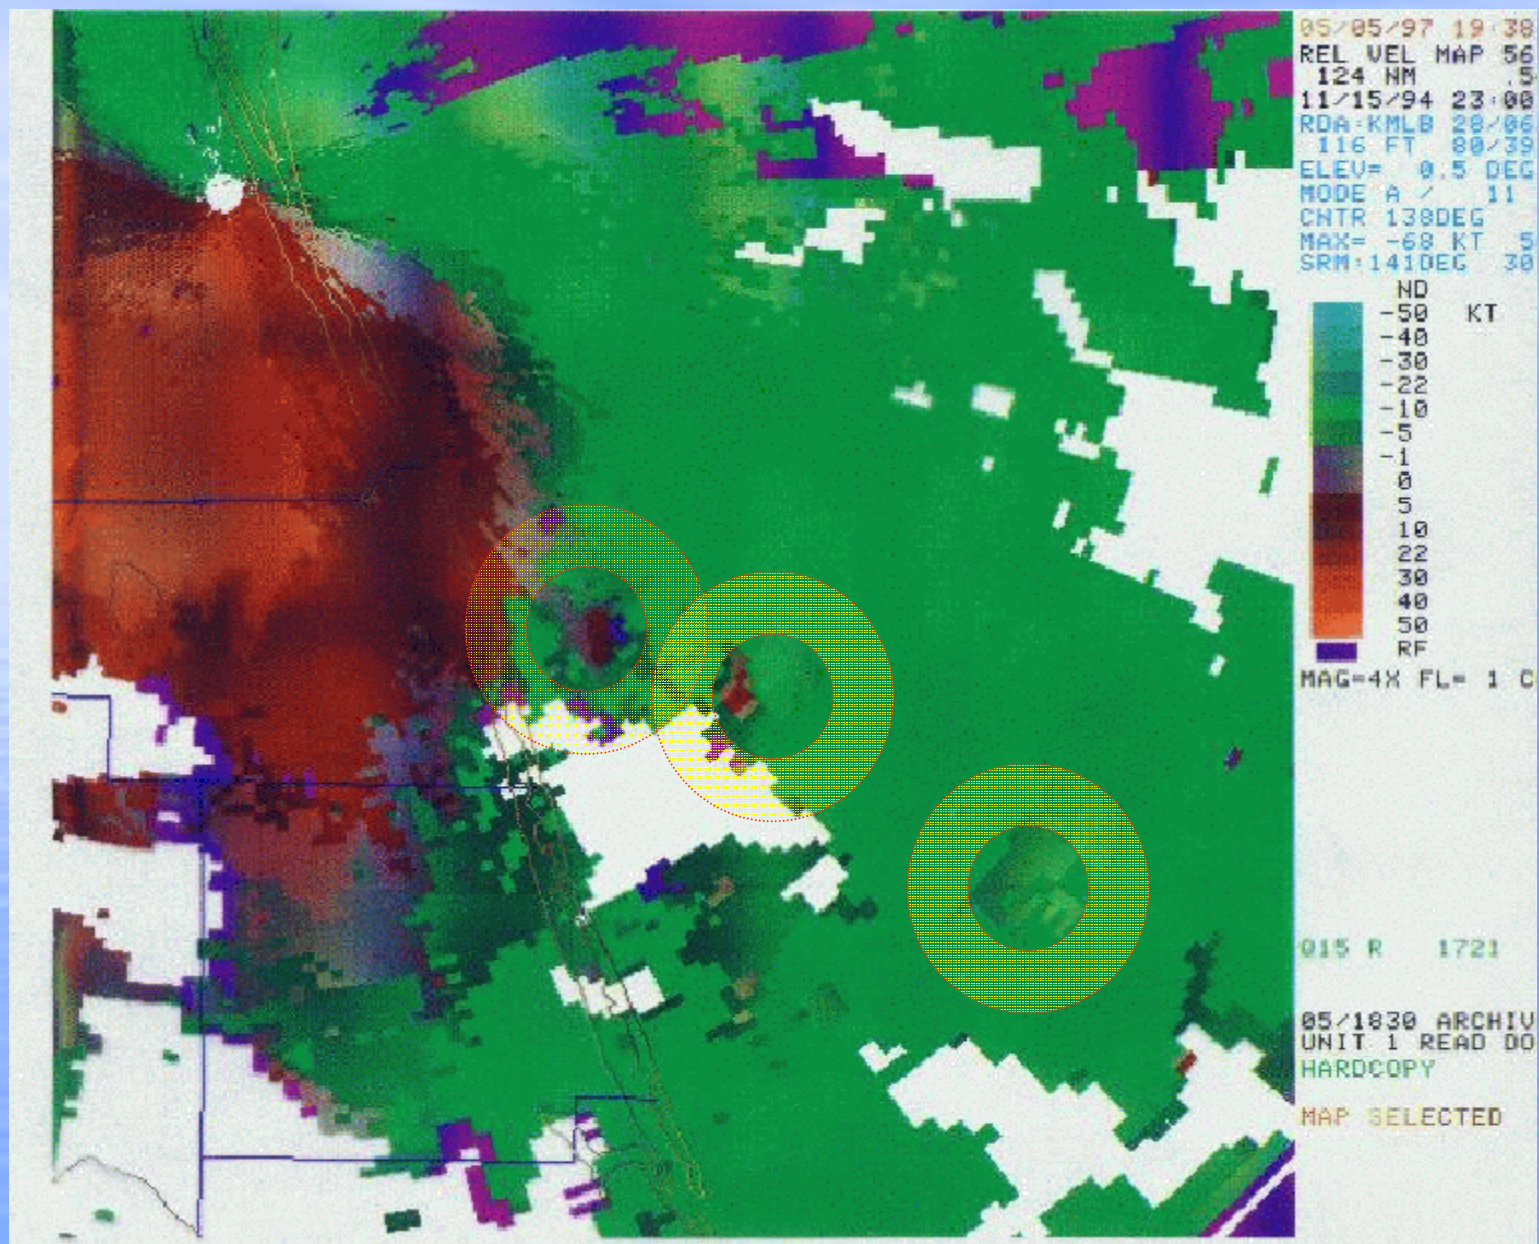 05/05/97 19:38
REL VEL MAP 56
124 NM .5
11/15/94 23:00
RDA:KMLB 28/06
116 FT 80/39
ELEV= 0.5 DEG
MODE A / 11
CNTR 138DEG
MAX= -68 KT 5
SRM:141DEG 30
ND
-50 KT
-40
-30
-22
-10
-5
-1
0
5
10
22
30
40
50
RF
MAG=4X FL= 1 C
015 R 1721
05/1830 ARCHIV
UNIT 1 READ DO
HARDCOPY
MAP SELECTED